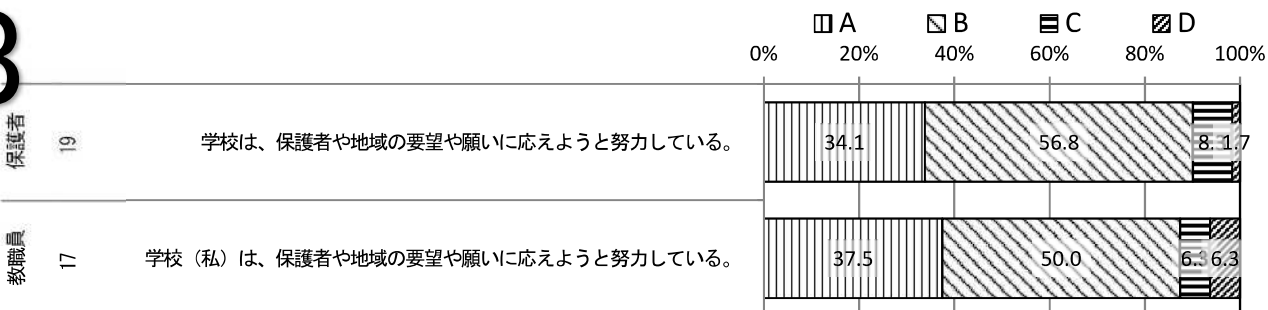 A B C D
0% 20% 40% 60% 80% 100%
保護者 19 学校は、保護者や地域の要望や願いに応えようと努力している。 34.1 56.8 1.7
教職員 17 学校（私）は、保護者や地域の要望や願いに応えようと努力している。 37.5 50.0 6.3 6.3